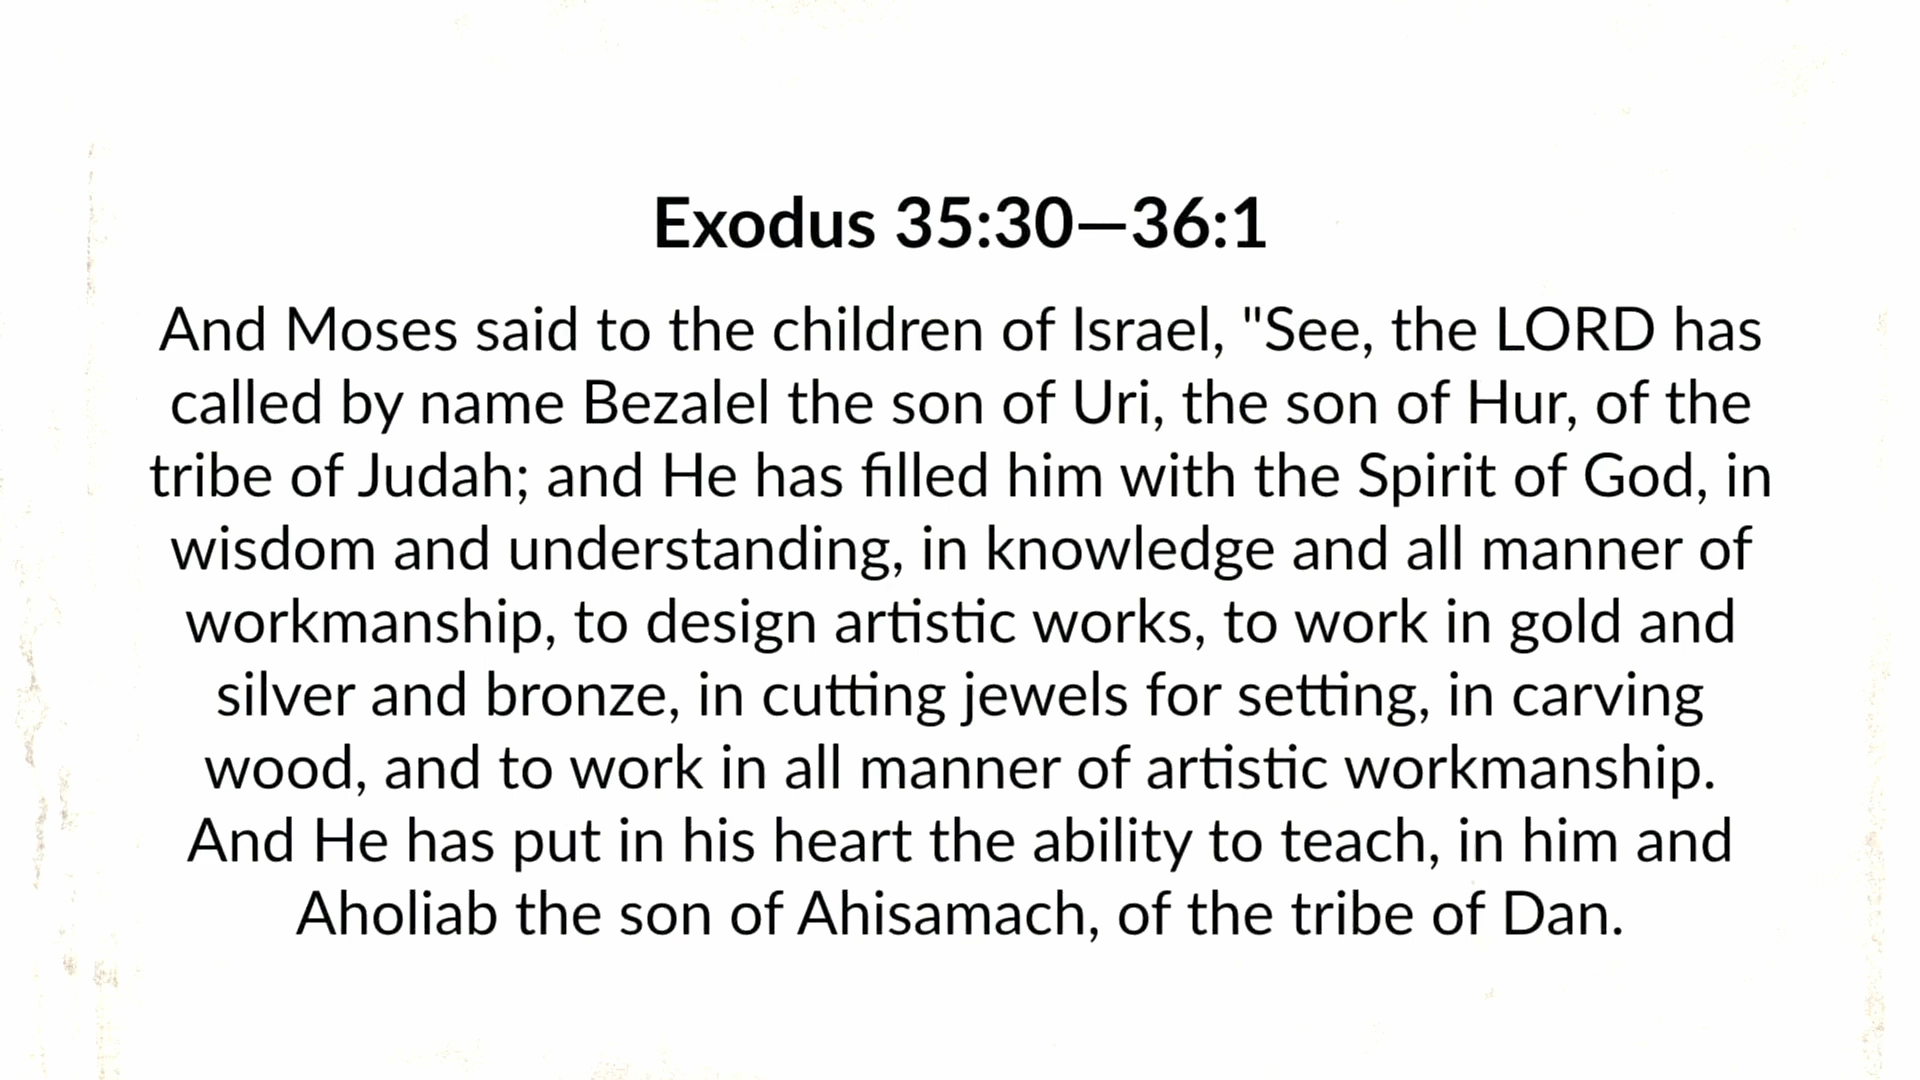 Exodus 35:30—36:1
And Moses said to the children of Israel, "See, the LORD has
called by name Bezalel the son of Uri, the son of Hur, of the
tribe of Judah; and He has filled him with the Spirit of God, in
wisdom and understanding, in knowledge and all manner of
workmanship, to design artistic works, to work in gold and
silver and bronze, in cutting jewels for setting, in carving
wood, and to work in all manner of artistic workmanship.
And He has put in his heart the ability to teach, in him and
Aholiab the son of Ahisamach, of the tribe of Dan.